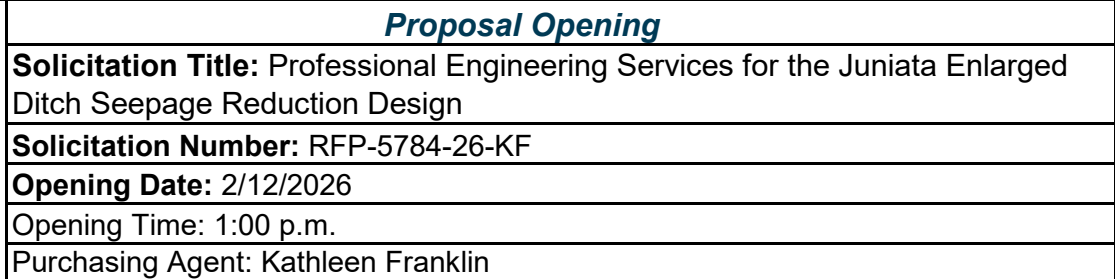 Proposal Opening
Solicitation Title: Professional Engineering Services for the Juniata Enlarged
Ditch Seepage Reduction Design
Solicitation Number: RFP-5784-26-KF
Opening Date: 2/12/2026
Opening Time: 1:00 p.m.
Purchasing Agent: Kathleen Franklin